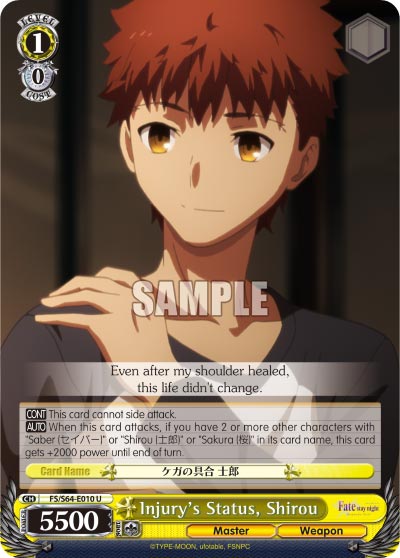 LEVEL
1
0
COST
SAMPLE
Even after my shoulder healed,
this life didn't change.
CONT This card cannot side attack.
AUTO When this card attacks, if you have 2 or more other characters with
"Saber (セイバー)" or "Shirou (士郎)" or "Sakura (桜)" in its card name, this card
gets +2000 power until end of turn.
Card Name ケガの具合 士郎
CH FS/S64-E010 U
Injury's Status, Shirou
Fate/stay night
POWER 5500 SOUL
Master Weapon
©TYPE-MOON, ufotable, FSNPC